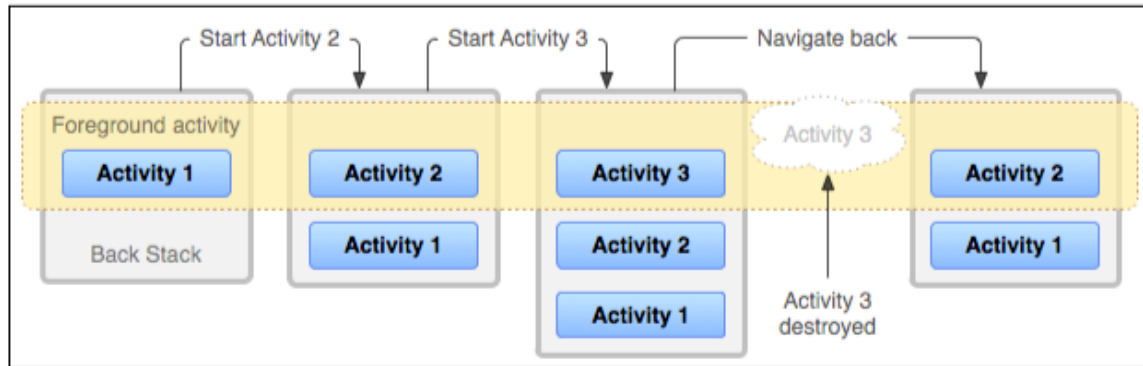 Start Activity 2
Start Activity 3
Navigate back
Foreground activity
Activity 3
Activity 1
Activity 2
Activity 3
Activity 2
Back Stack
Activity 1
Activity 2
Activity 1
Activity 1
Activity 3
destroyed